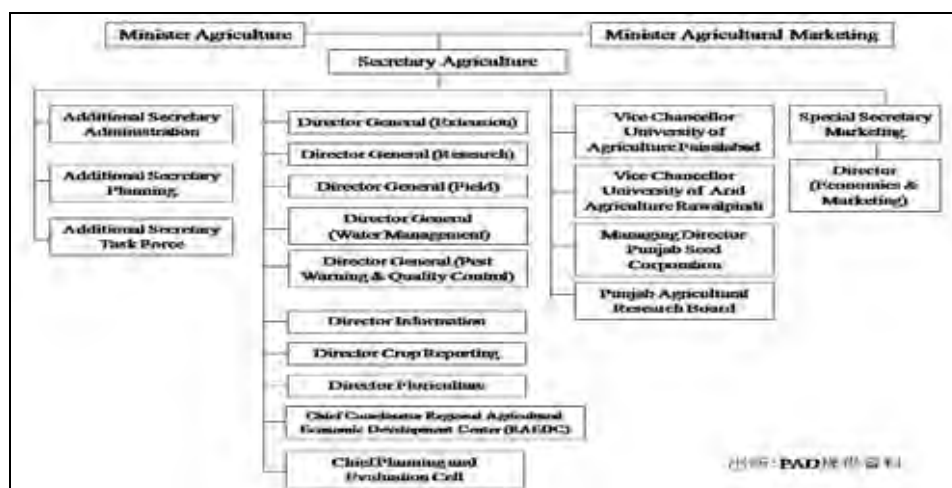 Minister Agriculture
Minister Agricultural Marketing
Secretary Agriculture
Additional Secretary
Administration
Additional Secretary
Planning
Additional Secretary
Task Force
Director General (Extension)
Director General (Research)
Director General (Field)
Director General
(Water Management)
Director General (Pest
Warning & Quality Control)
Director Information
Director Crop Reporting
Director
Chief Coordinator Regional Agricultural
Economic Development Center (RAEDC)
Chief Planning and
Evaluation Cell
Vice Chancellor
University of
Agriculture Faisalabad
Vice Chancellor
University of Arid
Agriculture Rawalpindi
Managing Director
Punjab Seed
Corporation
Punjab Agricultural
Research Board
Special Secretary
Marketing
Director
(Economics &
Marketing)
PAD